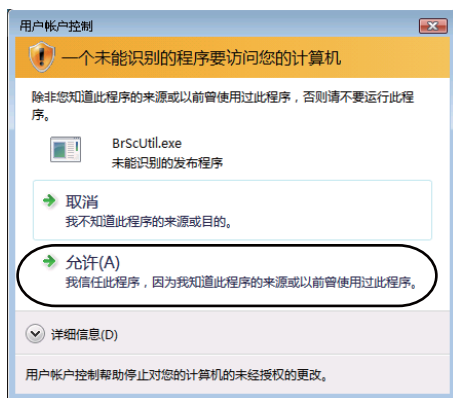 用户帐户控制
一个未能识别的程序要访问您的计算机
除非您知道此程序的来源或以前曾使用过此程序，否则请不要运行此程
序。
BrScUtil.exe
未能识别的发布程序
取消
我不知道此程序的来源或目的。
允许(A)
我信任此程序，因为我知道此程序的来源或以前曾使用过此程序。
详细信息(D)
用户帐户控制帮助停止对您的计算机的未经授权的更改。